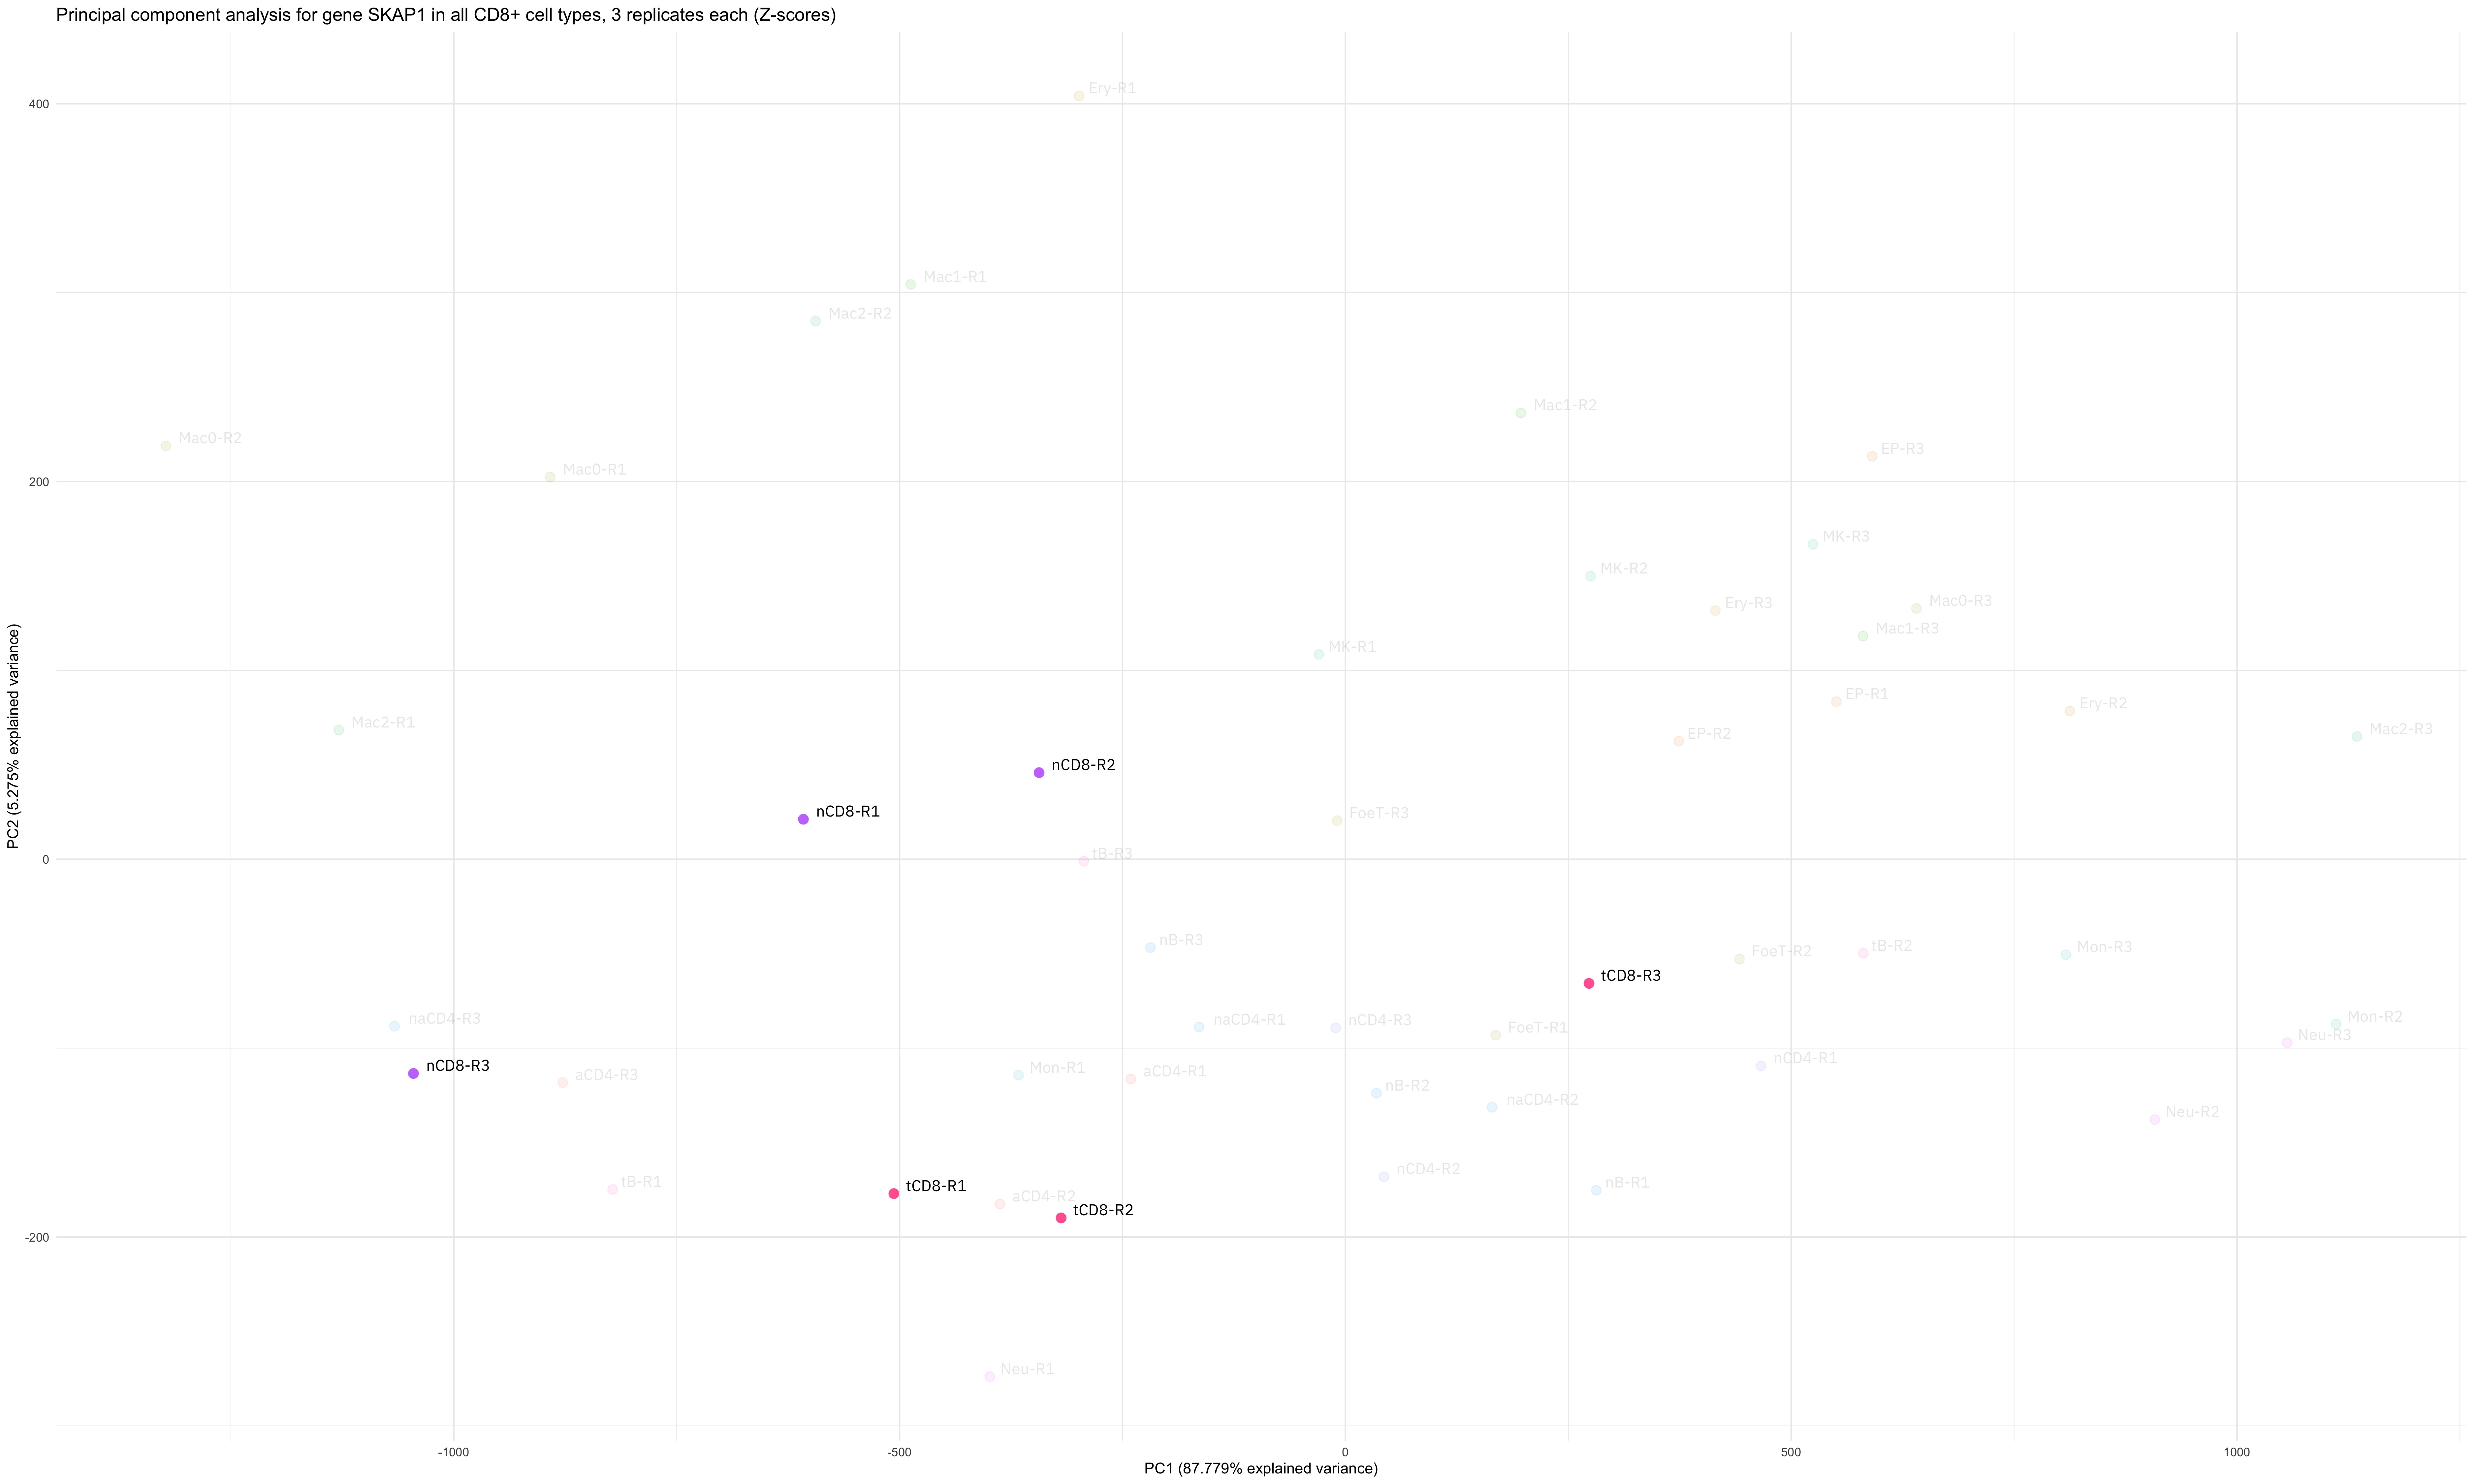 Principal component analysis for gene SKAP1 in all CD8+ cell types, 3 replicates each (Z-scores)
Ery-R1
400
Mac1-R1
Mac2-R2
Mac1-R2
Mac0-R2
EP-R3
Mac0-R1
200
MK-R3
MK-R2
Mac0-R3
Ery-R3
Mac1-R3
MK-R1
EP-R1
Ery-R2
Mac2-R1
Mac2-R3
EP-R2
PC2 (5.275% explained variance)
nCD8-R2
nCD8-R1
FoeT-R3
tB-R3
0
nB-R3
tB-R2
Mon-R3
FoeT-R2
tCD8-R3
Mon-R2
naCD4-R3
naCD4-R1
nCD4-R3
FoeT-R1
Neu-R3
nCD4-R1
nCD8-R3
Mon-R1
aCD4-R1
aCD4-R3
nB-R2
naCD4-R2
Neu-R2
nCD4-R2
tB-R1
nB-R1
tCD8-R1
aCD4-R2
tCD8-R2
-200
Neu-R1
-1000
-500
0
500
1000
PC1 (87.779% explained variance)